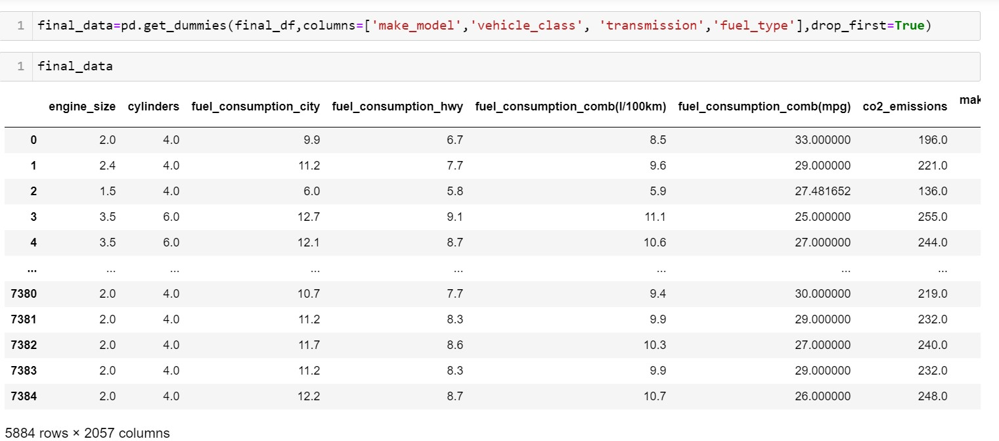 1 final_data=pd.get_dummies(final_df,columns=['make_model','vehicle_class', 'transmission','fuel_type'],drop_first=True)
1 final_data
engine_size cylinders fuel_consumption_city fuel_consumption_hwy fuel_consumption_comb(l/100km) fuel_consumption_comb(mpg) co2_emissions mak
0 2.0 4.0 9.9 6.7 8.5 33.000000 196.0
1 2.4 4.0 11.2 7.7 9.6 29.000000 221.0
2 1.5 4.0 6.0 5.8 5.9 27.481652 136.0
3 3.5 6.0 12.7 9.1 11.1 25.000000 255.0
4 3.5 6.0 12.1 8.7 10.6 27.000000 244.0
... ... ... ... ... ... ... ...
7380 2.0 4.0 10.7 7.7 9.4 30.000000 219.0
7381 2.0 4.0 11.2 8.3 9.9 29.000000 232.0
7382 2.0 4.0 11.7 8.6 10.3 27.000000 240.0
7383 2.0 4.0 11.2 8.3 9.9 29.000000 232.0
7384 2.0 4.0 12.2 8.7 10.7 26.000000 248.0
5884 rows × 2057 columns